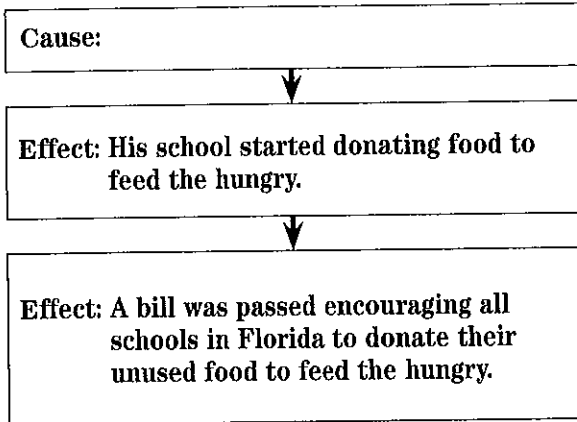 Cause:
Effect: His school started donating food to
feed the hungry.
Effect: A bill was passed encouraging all
schools in Florida to donate their
unused food to feed the hungry.